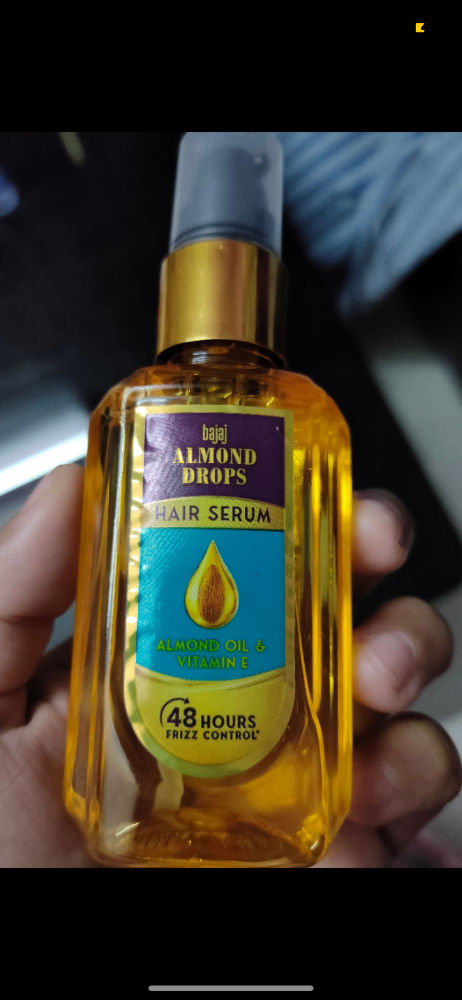 bajaj
ALMOND
DROPS
HAIR SERUM
ALMOND OIL &
VITAMIN E
48 HOURS
FRIZZ CONTROL*